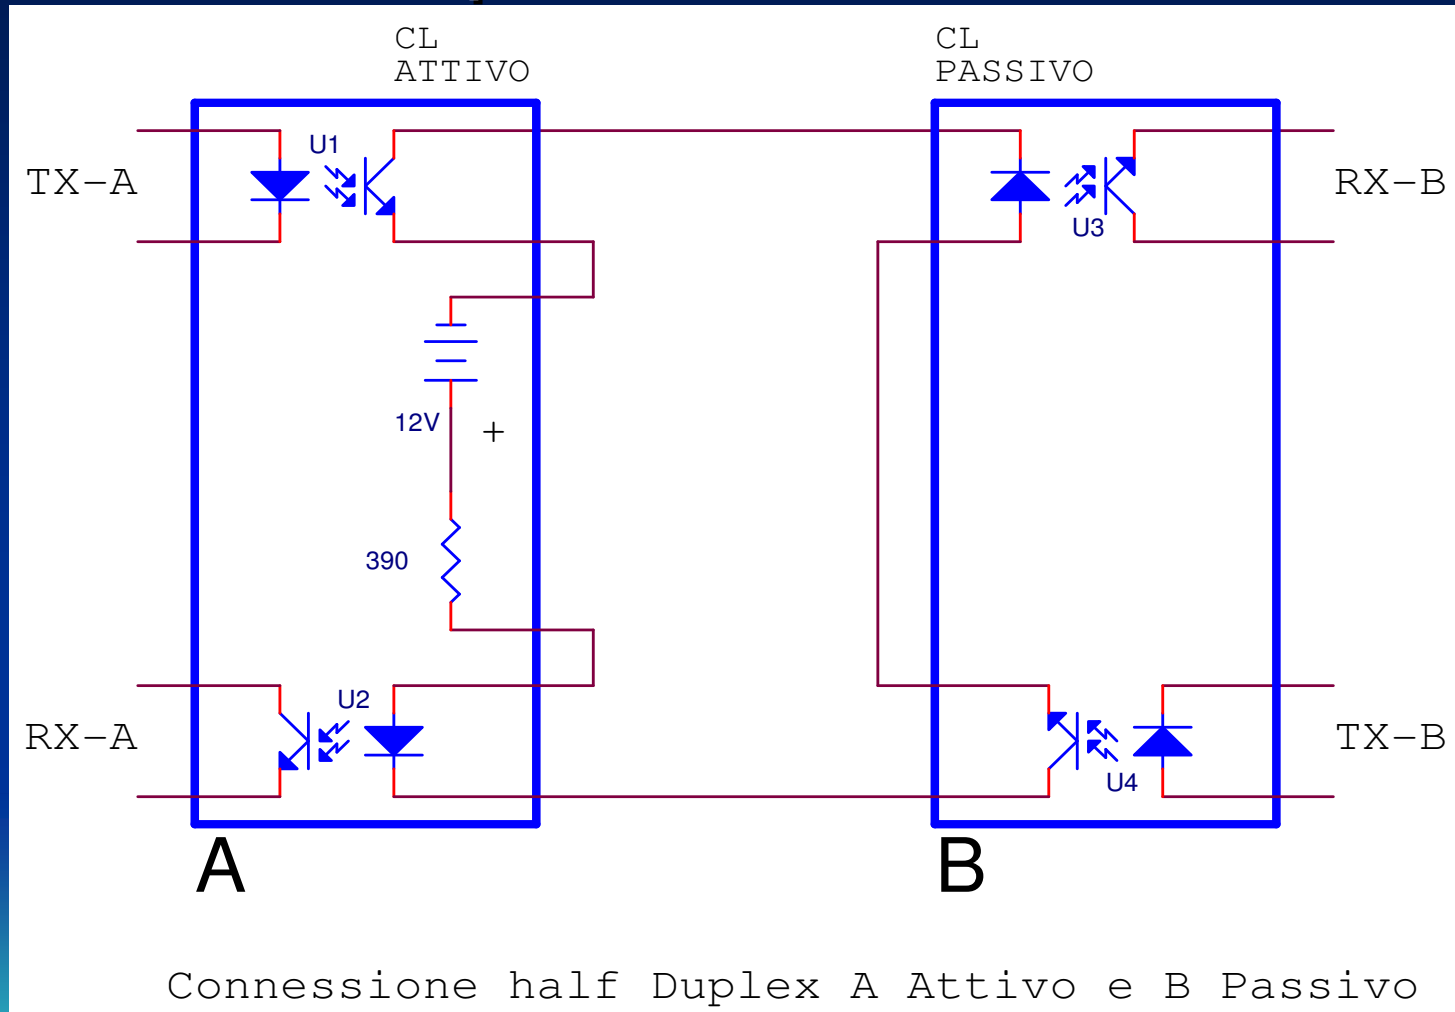 CL
ATTIVO
CL
PASSIVO
U1
TX-A
RX-B
U3
12V
+
390
U2
RX-A
TX-B
U4
A
B
Connessione half Duplex A Attivo e B Passivo